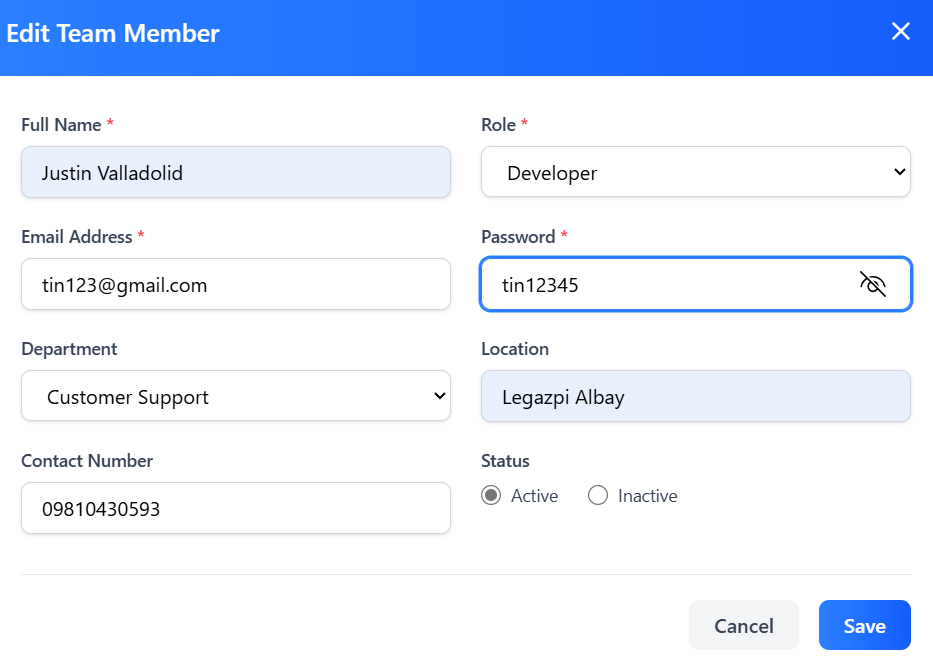 Edit Team Member
Full Name *
Role *
Justin Valladolid
Developer
Email Address *
Password *
tin123@gmail.com
tin12345
Department
Location
Customer Support
Legazpi Albay
Contact Number
Status
09810430593
Active
Inactive
Cancel
Save